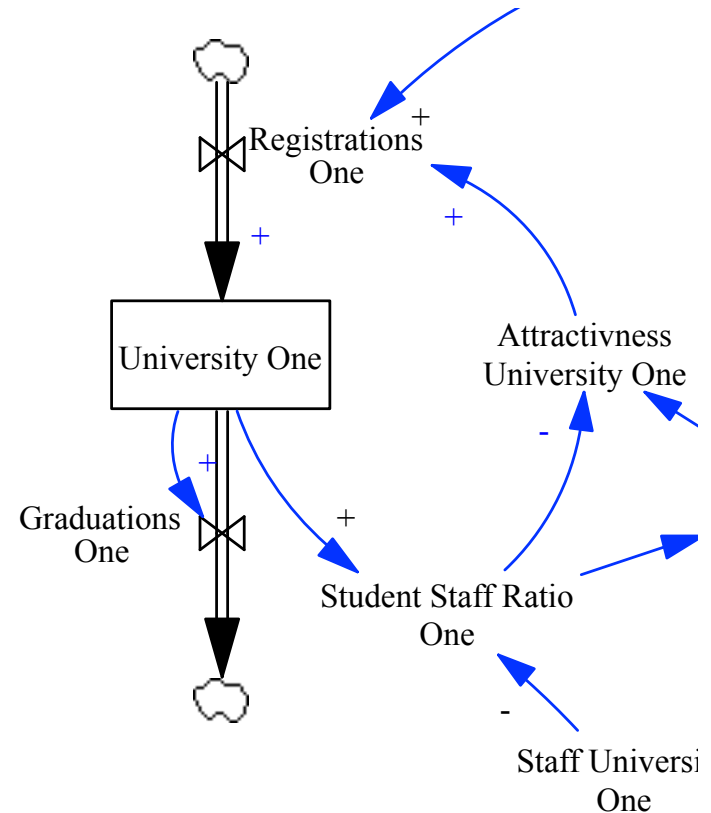 +
Registrations
One
+
+
Attractivness
University One
University One
-
+
Graduations
One
+
Student Staff Ratio
One
-
Staff Universi
One